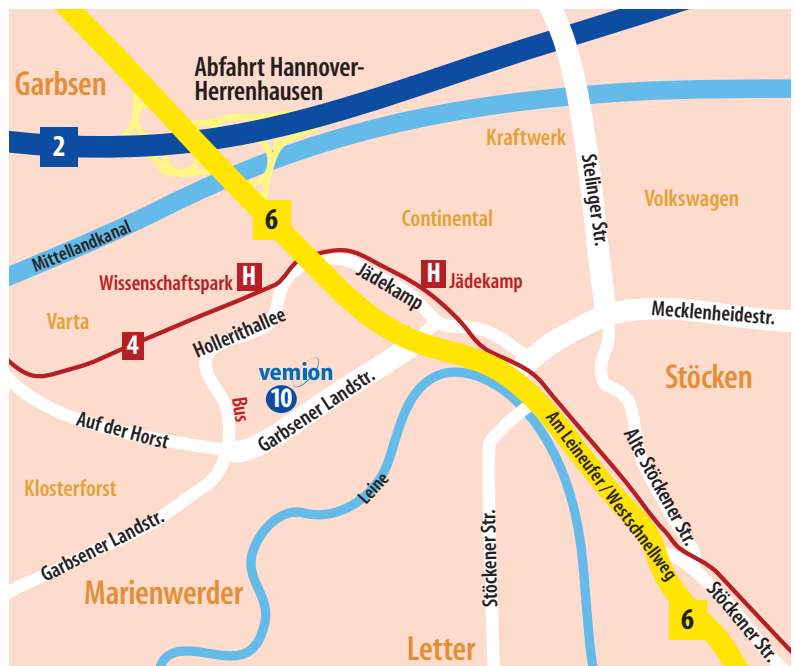 Abfahrt Hannover-
Herrenhausen
Garbsen
2
Kraftwerk
Stelinger Str.
Volkswagen
6
Continental
Mittellandkanal
Wissenschaftspark
H
H
Jädekamp
Jädekamp
Varta
4
Hollerithallee
Mecklenheidestr.
vemion
10
Stöcken
Bus
Garbsener Landstr.
Auf der Horst
Am Leineufer / Westschnellweg
Alte Stöckener Str.
Klosterforst
Leine
Garbsener Landstr.
Stöckener Str.
Marienwerder
6
Stöckener Str.
Letter